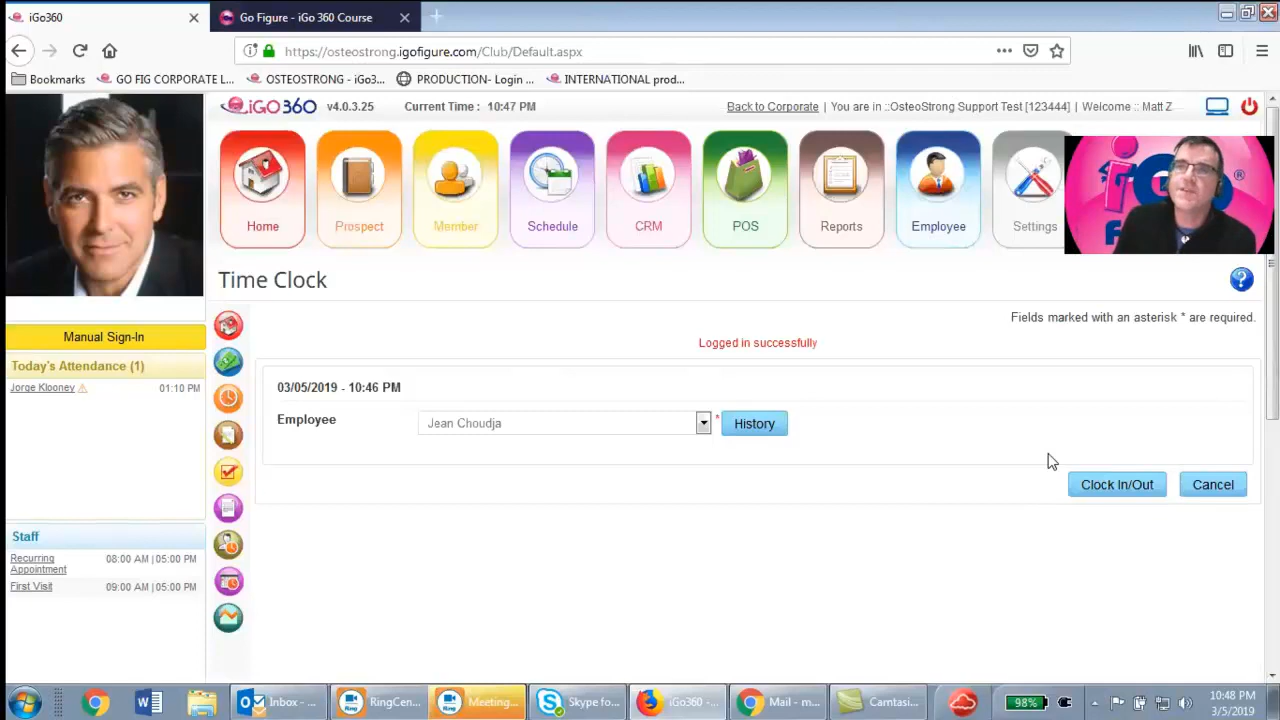 iGo360
Go Figure - iGo 360 Course
https://osteostrong.igofigure.com/Club/Default.aspx
Bookmarks
GO FIG CORPORATE L...
OSTEOSTRONG - iGo3...
PRODUCTION- Login ...
INTERNATIONAL prod...
iGO360 v4.0.3.25 Current Time : 10:47 PM
Back to Corporate | You are in ::OsteoStrong Support Test [123444] | Welcome :: Matt Z
Home
Prospect
Member
Schedule
CRM
POS
Reports
Employee
Settings
Time Clock
Fields marked with an asterisk * are required.
Logged in successfully
Manual Sign-In
Today's Attendance (1)
Jorge Klooney 01:10 PM
03/05/2019 - 10:46 PM
Employee Jean Choudja * History
Clock In/Out Cancel
Staff
Recurring Appointment 08:00 AM | 05:00 PM
First Visit 09:00 AM | 05:00 PM
Inbox - ...
RingCen...
Meeting...
Skype fo...
iGo360 -...
Mail - m...
Camtasi...
98%
10:48 PM
3/5/2019